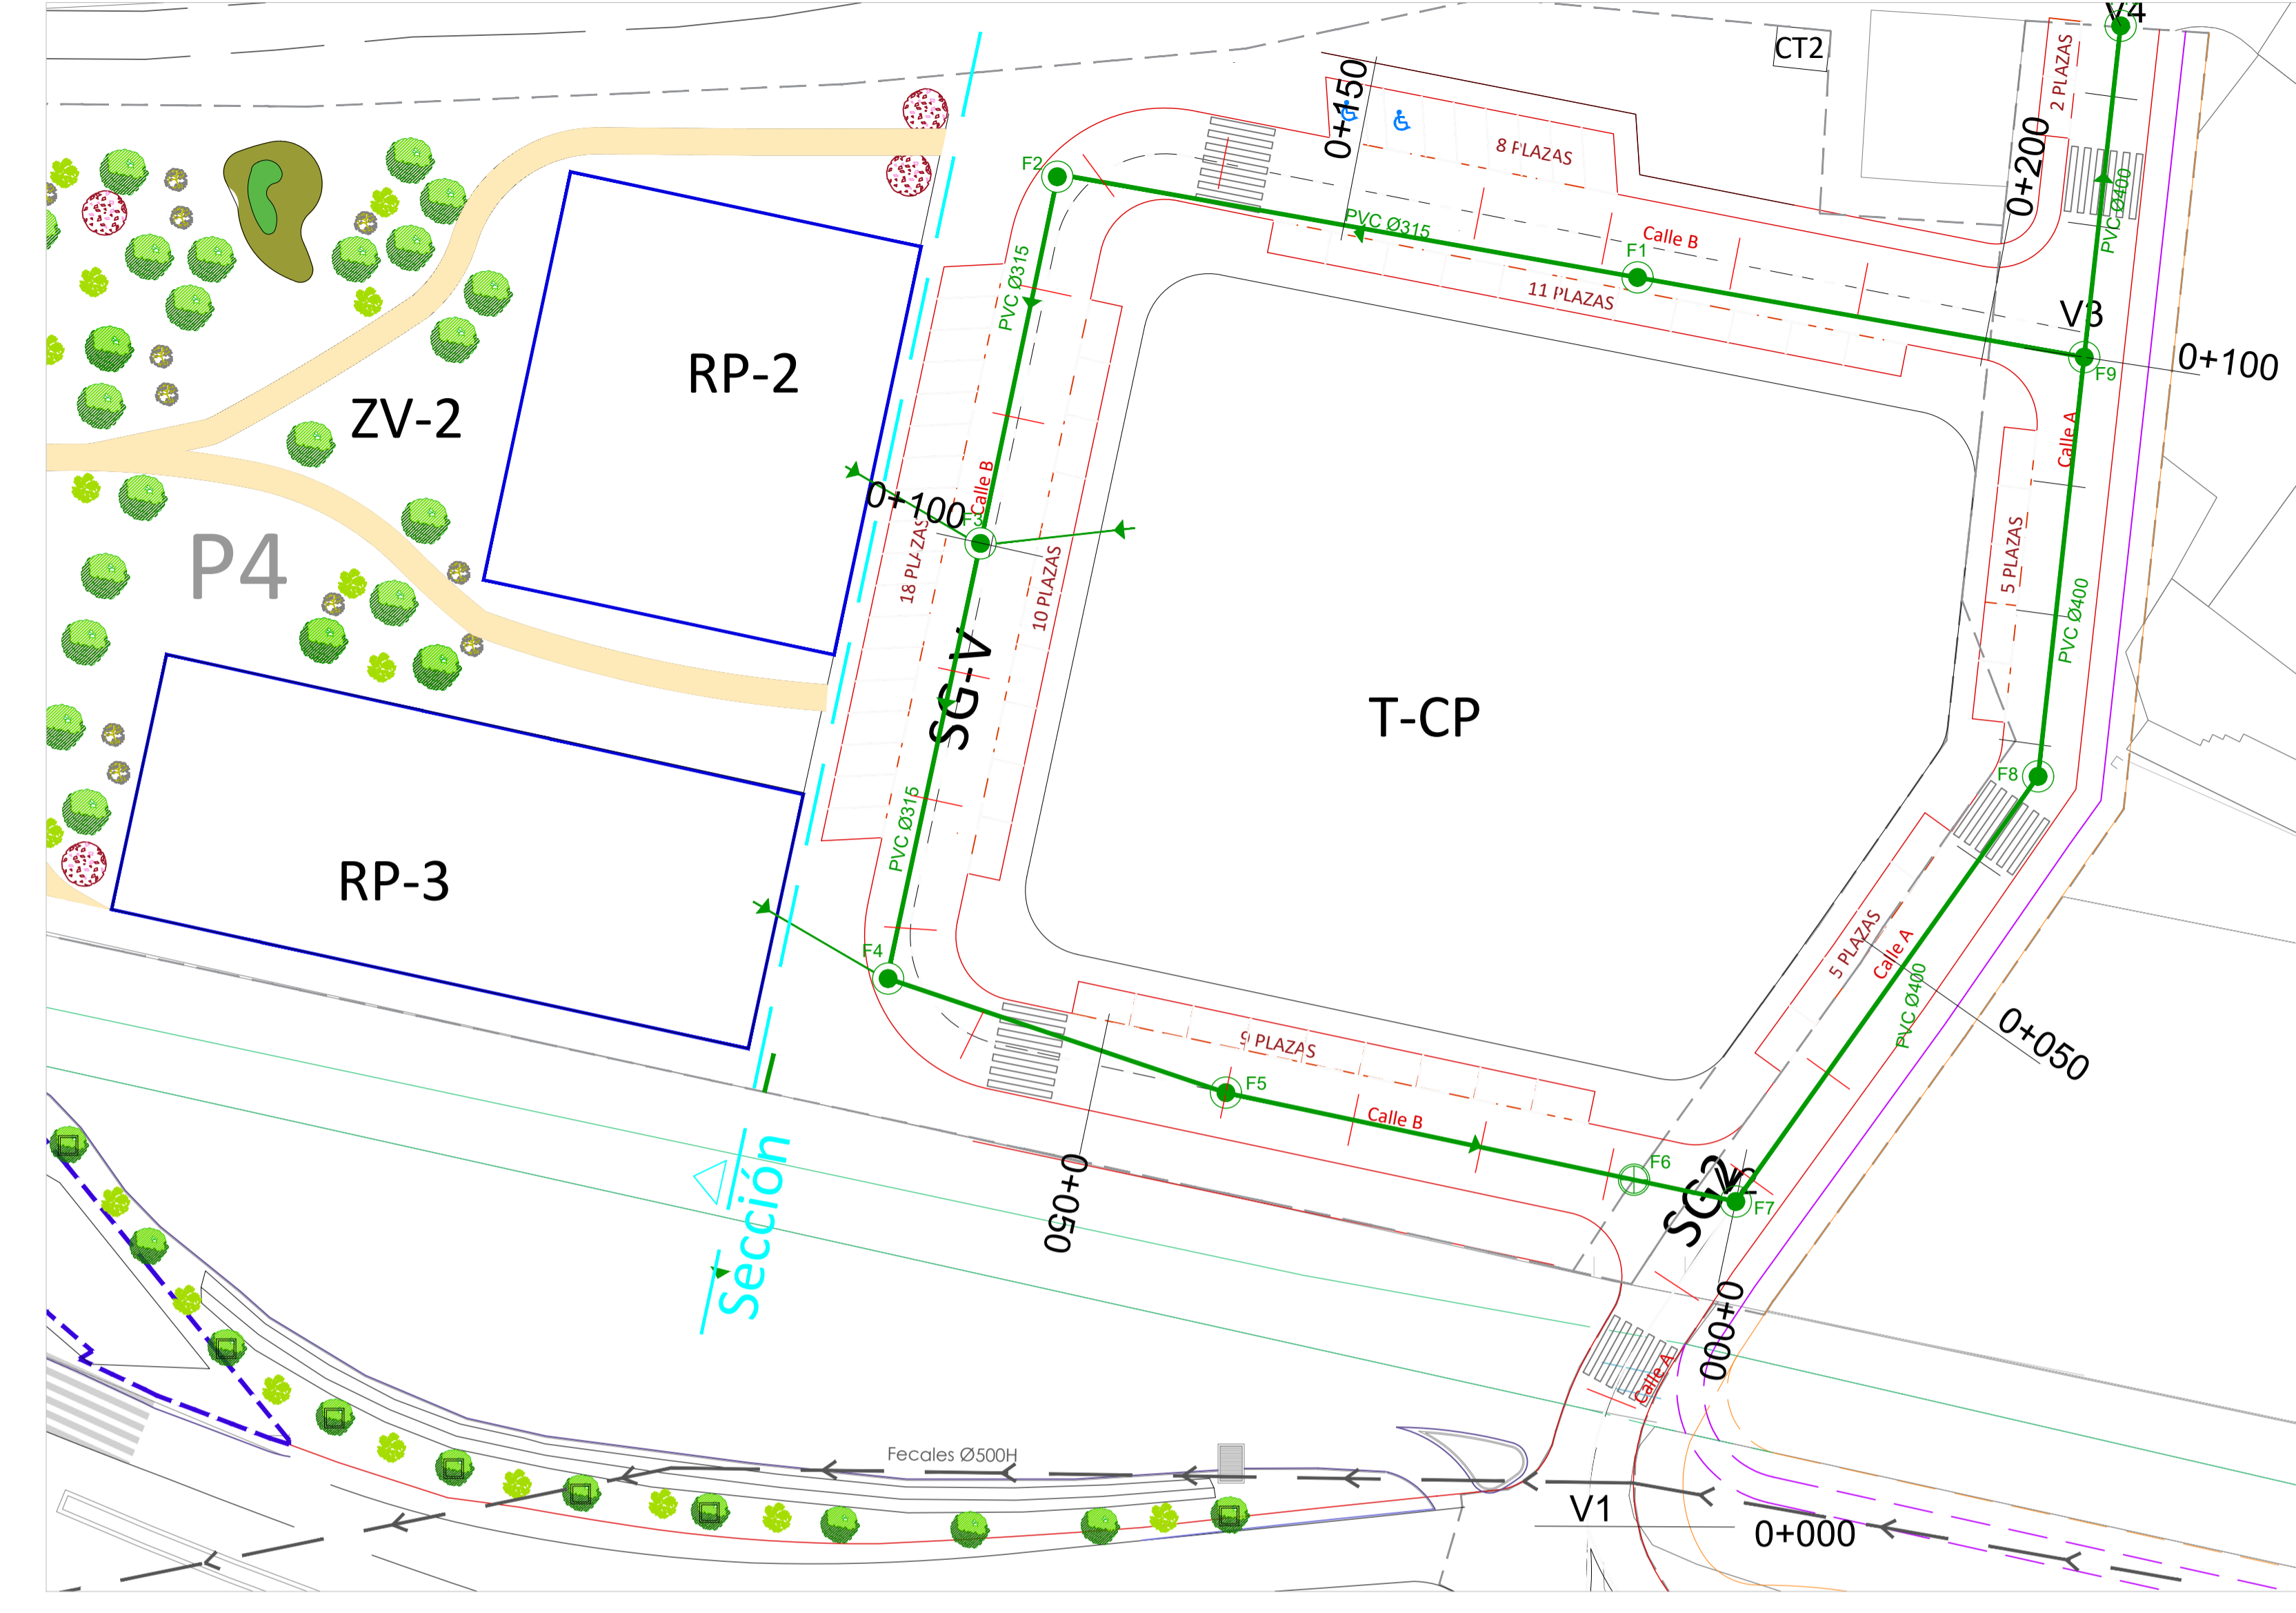 V4
CT2
2 PLAZAS
0+150
8 PLAZAS
0+200
PVC Ø400
F2
PVC Ø315
Calle B
F1
11 PLAZAS
PVC Ø315
V3
0+100
F9
RP-2
ZV-2
Calle A
Calle B
0+100
F3
18 PLAZAS
10 PLAZAS
5 PLAZAS
P4
PVC Ø400
SG-V
T-CP
F8
PVC Ø315
RP-3
F4
5 PLAZAS
Calle A
PVC Ø400
0+050
9 PLAZAS
F5
Calle B
F6
SG-2
F7
0+050
Sección
0+000
Calle A
Fecales Ø500H
V1
0+000